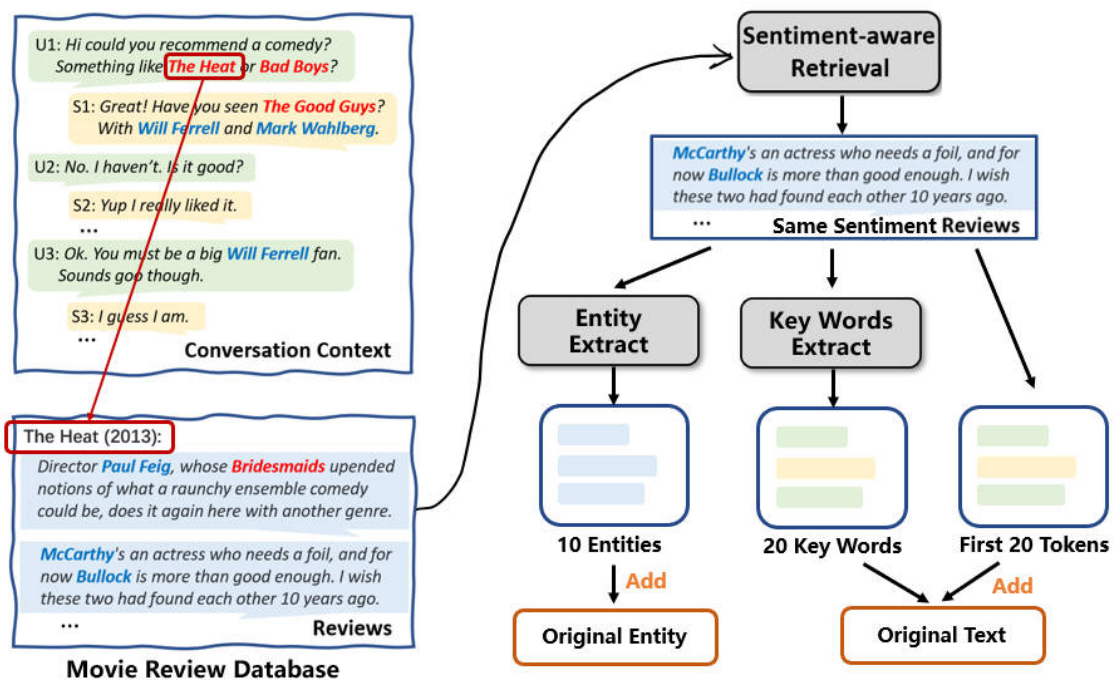 U1: Hi could you recommend a comedy?
Something like The Heat or Bad Boys?
S1: Great! Have you seen The Good Guys?
With Will Ferrell and Mark Wahlberg.
U2: No. I haven't. Is it good?
S2: Yup I really liked it.
...
U3: Ok. You must be a big Will Ferrell fan.
Sounds goo though.
S3: I guess I am.
...
Conversation Context
The Heat (2013):
Director Paul Feig, whose Bridesmaids upended
notions of what a raunchy ensemble comedy
could be, does it again here with another genre.
McCarthy's an actress who needs a foil, and for
now Bullock is more than good enough. I wish
these two had found each other 10 years ago.
...
Reviews
Movie Review Database
Sentiment-aware
Retrieval
McCarthy's an actress who needs a foil, and for
now Bullock is more than good enough. I wish
these two had found each other 10 years ago.
... Same Sentiment Reviews
Entity
Extract
Key Words
Extract
10 Entities
20 Key Words
First 20 Tokens
Add
Add
Original Entity
Original Text